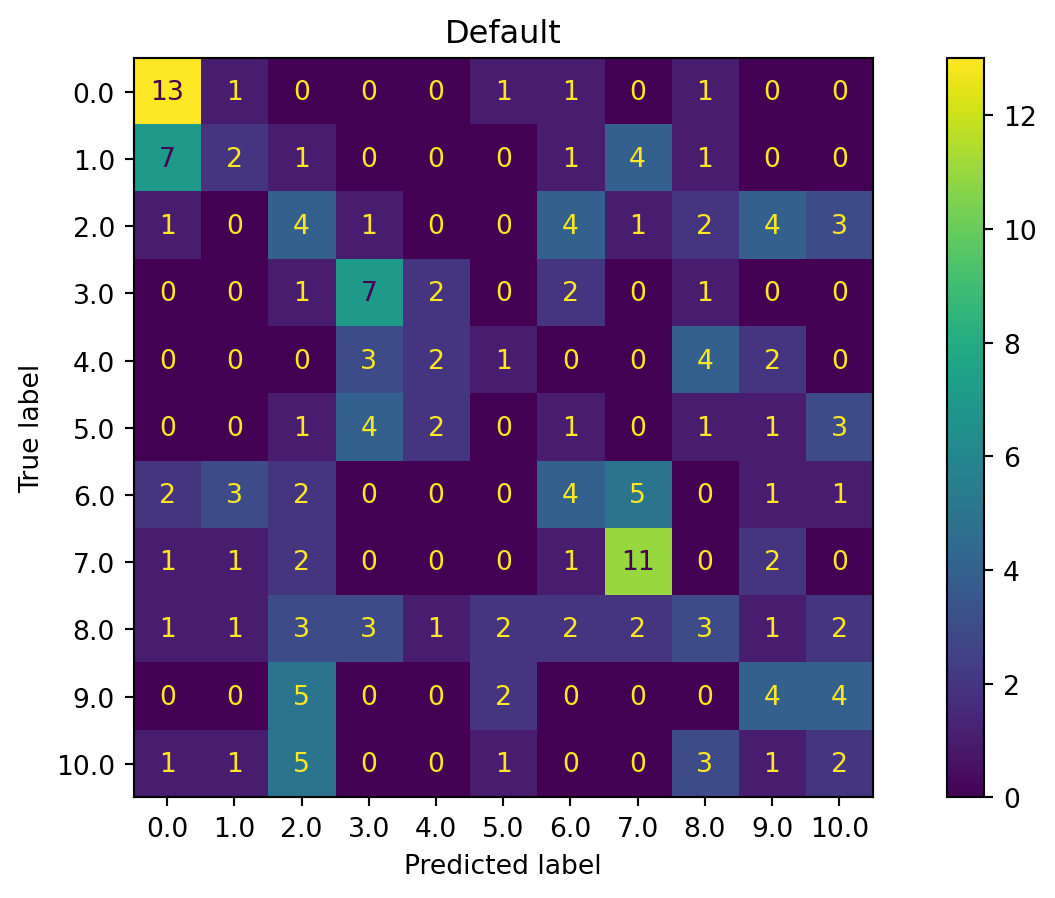 Default
True label
0.0 13 1 0 0 0 1 1 0 1 0 0
1.0 7 2 1 0 0 0 1 4 1 0 0
2.0 1 0 4 1 0 0 4 1 2 4 3
3.0 0 0 1 7 2 0 2 0 1 0 0
4.0 0 0 0 3 2 1 0 0 4 2 0
5.0 0 0 1 4 2 0 1 0 1 1 3
6.0 2 3 2 0 0 0 4 5 0 1 1
7.0 1 1 2 0 0 0 1 11 0 2 0
8.0 1 1 3 3 1 2 2 2 3 1 2
9.0 0 0 5 0 0 2 0 0 0 4 4
10.0 1 1 5 0 0 1 0 0 3 1 2
0.0 1.0 2.0 3.0 4.0 5.0 6.0 7.0 8.0 9.0 10.0
Predicted label
12
10
8
6
4
2
0